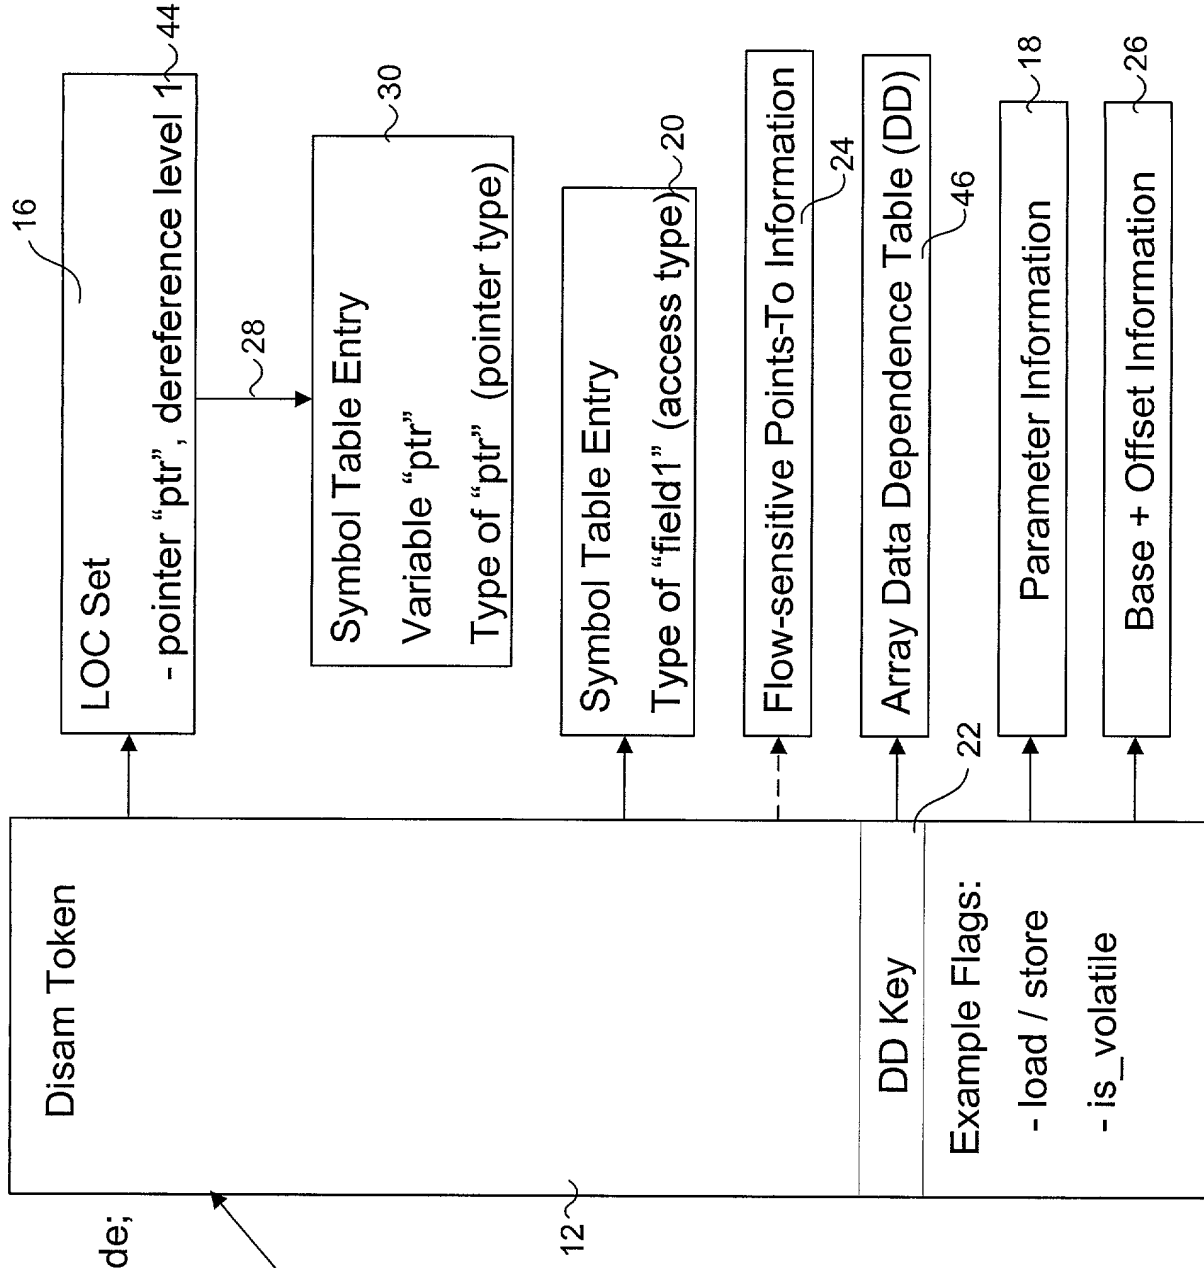 de;
12
Disam Token
DD Key
22
Example Flags:
- load / store
- is_volatile
16
LOC Set
- pointer “ptr”, dereference level 1
44
28
Symbol Table Entry
Variable “ptr”
Type of “ptr” (pointer type)
30
Symbol Table Entry
Type of “field1” (access type)
20
Flow-sensitive Points-To Information
24
Array Data Dependence Table (DD)
46
Parameter Information
18
Base + Offset Information
26